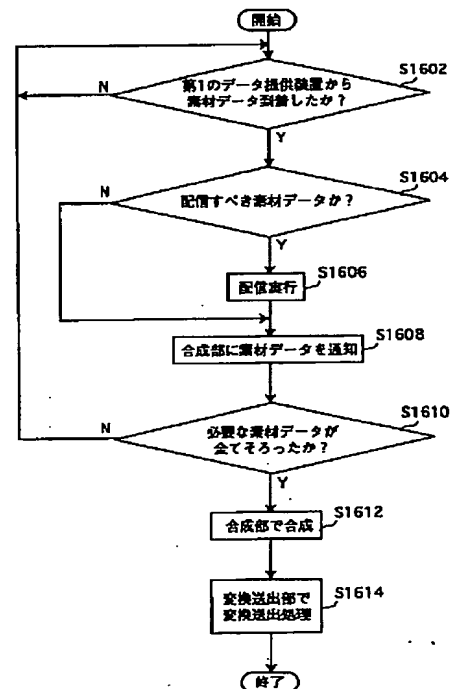 開始
第1のデータ提供装置から
素材データ到着したか?
S1602
N
Y
配信すべき素材データか?
S1604
N
Y
配信実行
S1606
合成部に素材データを通知
S1608
必要な素材データが
全てそろったか?
S1610
N
Y
合成部で合成
S1612
変換送出部で
変換送出処理
S1614
終了